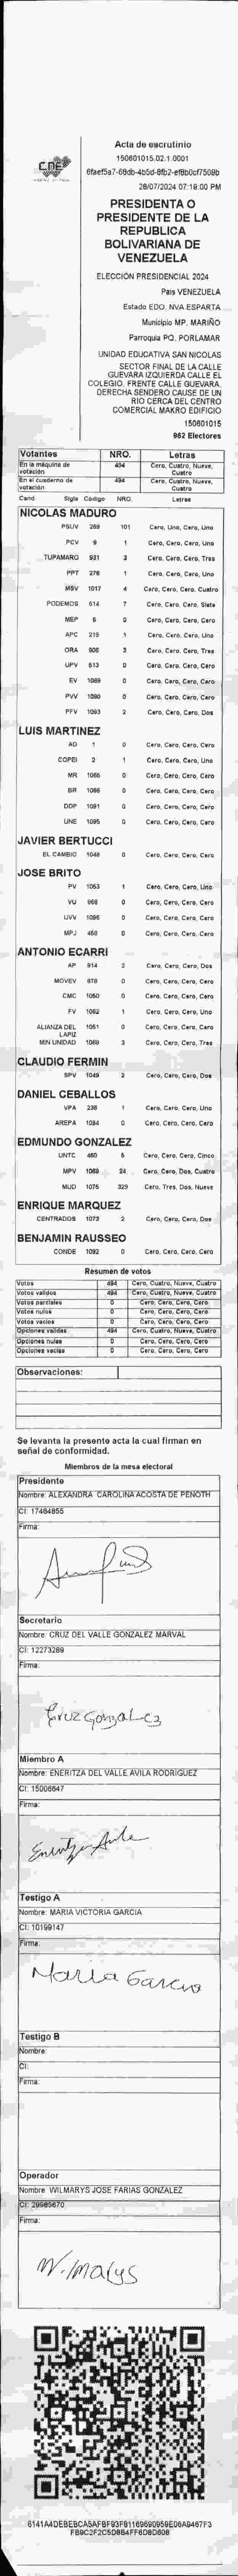 CNE
Acta de escrutinio
150601015.02.1.0001
28/07/2024 07:19:00 PM
PRESIDENTA O
PRESIDENTE DE LA
REPUBLICA
BOLIVARIANA DE
VENEZUELA
ELECCIÓN PRESIDENCIAL 2024
Pais VENEZUELA
Estado EDO. NVA ESPARTA
Municipio MP. MARIÑO
Parroquia PQ. PORLAMAR
UNIDAD EDUCATIVA SAN NICOLAS
SECTOR FINAL DE LA CALLE
GUEVARA IZQUIERDA CALLE EL
COLEGIO. FRENTE CALLE GUEVARA.
DERECHA SENDERO CAUSE DE UN
RIO CERCA DEL CENTRO
COMERCIAL MAKRO EDIFICIO
150601015
962 Electores
Votantes NRO. Letras
En la máquina de votación 494 Cero, Cuatro, Nueve, Cuatro
En el cuaderno de votación 494 Cero, Cuatro, Nueve, Cuatro
Cand. Sigla Código NRO. Letras
NICOLAS MADURO
PSUV 269 101 Cero, Uno, Cero, Uno
PCV 9 1 Cero, Cero, Cero, Uno
TUPAMARO 931 3 Cero, Cero, Cero, Tres
PPT 276 1 Cero, Cero, Cero, Uno
MSV 1017 4 Cero, Cero, Cero, Cuatro
PODEMOS 514 7 Cero, Cero, Cero, Siete
MEP 6 0 Cero, Cero, Cero, Cero
APC 215 1 Cero, Cero, Cero, Uno
ORA 906 3 Cero, Cero, Cero, Tres
UPV 613 0 Cero, Cero, Cero, Cero
EV 1089 0 Cero, Cero, Cero, Cero
PVV 1090 0 Cero, Cero, Cero, Cero
PFV 1093 2 Cero, Cero, Cero, Dos
LUIS MARTINEZ
AD 1 0 Cero, Cero, Cero, Cero
COPEI 2 1 Cero, Cero, Cero, Uno
MR 1065 0 Cero, Cero, Cero, Cero
BR 1066 0 Cero, Cero, Cero, Cero
DDP 1091 0 Cero, Cero, Cero, Cero
UNE 1095 0 Cero, Cero, Cero, Cero
JAVIER BERTUCCI
EL CAMBIO 1048 0 Cero, Cero, Cero, Cero
JOSE BRITO
PV 1053 1 Cero, Cero, Cero, Uno
VU 968 0 Cero, Cero, Cero, Cero
UVV 1096 0 Cero, Cero, Cero, Cero
MPJ 458 0 Cero, Cero, Cero, Cero
ANTONIO ECARRI
AP 914 2 Cero, Cero, Cero, Dos
MOVEV 878 0 Cero, Cero, Cero, Cero
CMC 1050 0 Cero, Cero, Cero, Cero
FV 1052 1 Cero, Cero, Cero, Uno
ALIANZA DEL LAPIZ 1051 0 Cero, Cero, Cero, Cero
MIN UNIDAD 1068 3 Cero, Cero, Cero, Tres
CLAUDIO FERMIN
SPV 1049 2 Cero, Cero, Cero, Dos
DANIEL CEBALLOS
VPA 238 1 Cero, Cero, Cero, Uno
AREPA 1094 0 Cero, Cero, Cero, Cero
EDMUNDO GONZALEZ
UNTC 460 5 Cero, Cero, Cero, Cinco
MPV 1069 24 Cero, Cero, Dos, Cuatro
MUD 1076 329 Cero, Tres, Dos, Nueve
ENRIQUE MARQUEZ
CENTRADOS 1073 2 Cero, Cero, Cero, Dos
BENJAMIN RAUSSEO
CONDE 1092 0 Cero, Cero, Cero, Cero
Resumen de votos
Votos 494 Cero, Cuatro, Nueve, Cuatro
Votos validos 494 Cero, Cuatro, Nueve, Cuatro
Votos parciales 0 Cero, Cero, Cero, Cero
Votos nulos 0 Cero, Cero, Cero, Cero
Votos vacios 0 Cero, Cero, Cero, Cero
Opciones validas 494 Cero, Cuatro, Nueve, Cuatro
Opciones nulas 0 Cero, Cero, Cero, Cero
Opciones vacias 0 Cero, Cero, Cero, Cero
Observaciones:
Se levanta la presente acta la cual firman en
señal de conformidad.
Miembros de la mesa electoral
Presidente
Nombre: ALEXANDRA CAROLINA ACOSTA DE PENOTH
CI: 17484855
Firma:
Secretario
Nombre: CRUZ DEL VALLE GONZALEZ MARVAL
CI: 12273289
Firma:
Cruz Gonzalez
Miembro A
Nombre: ENERITZA DEL VALLE AVILA RODRIGUEZ
CI: 15006647
Firma:
Testigo A
Nombre: MARIA VICTORIA GARCIA
CI: 10199147
Firma:
Maria Garcia
Testigo B
Nombre:
CI:
Firma:
Operador
Nombre WILMARYS JOSE FARIAS GONZALEZ
CI: 29985670
Firma: